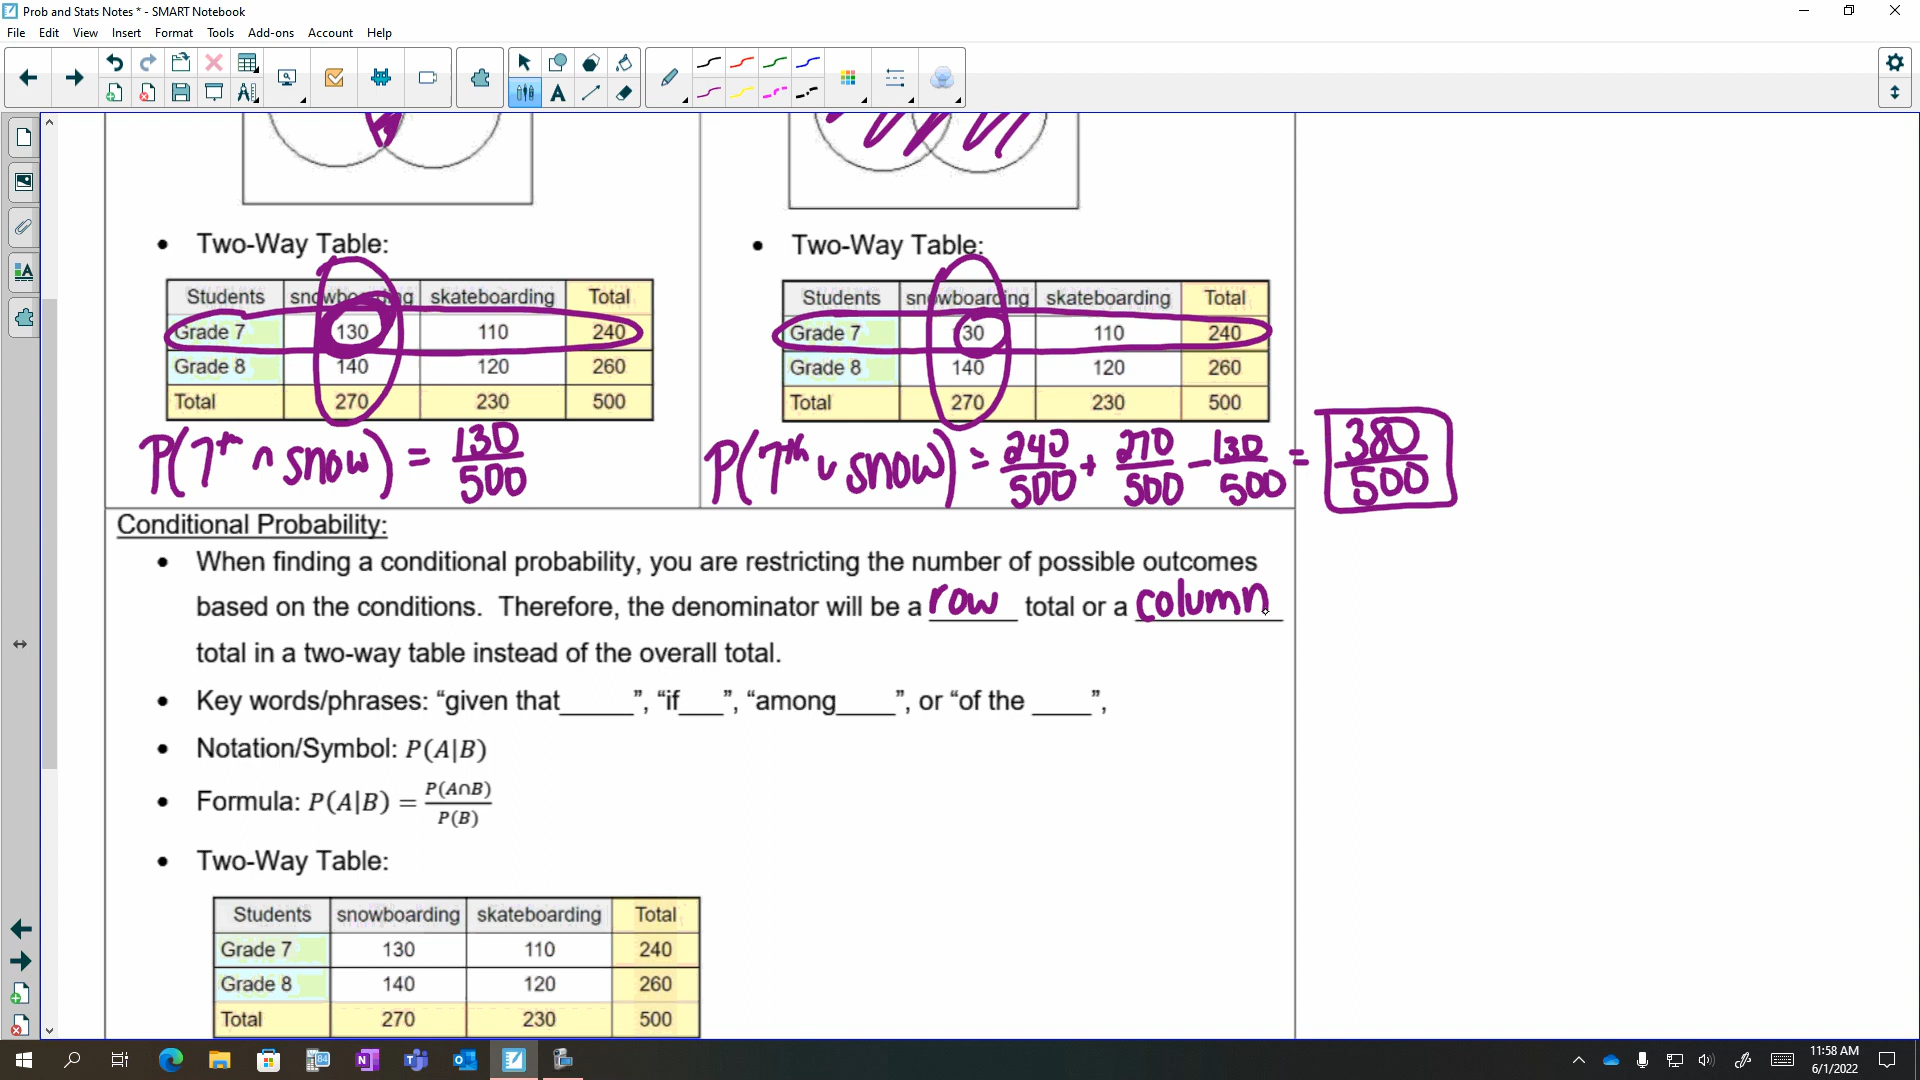 Prob and Stats Notes * - SMART Notebook
File Edit View Insert Format Tools Add-ons Account Help
• Two-Way Table:
Students snowboarding skateboarding Total
Grade 7 130 110 240
Grade 8 140 120 260
Total 270 230 500
P(7th ∩ snow) = 130/500
• Two-Way Table:
Students snowboarding skateboarding Total
Grade 7 30 110 240
Grade 8 140 120 260
Total 270 230 500
P(7th ∪ snow) = 240/500 + 270/500 - 130/500 = 380/500
Conditional Probability:
• When finding a conditional probability, you are restricting the number of possible outcomes
based on the conditions. Therefore, the denominator will be a row total or a column
total in a two-way table instead of the overall total.
• Key words/phrases: “given that_____”, “if___”, “among____”, or “of the ____”,
• Notation/Symbol: P(A|B)
• Formula: P(A|B) = P(A∩B)/P(B)
• Two-Way Table:
Students snowboarding skateboarding Total
Grade 7 130 110 240
Grade 8 140 120 260
Total 270 230 500
11:58 AM
6/1/2022